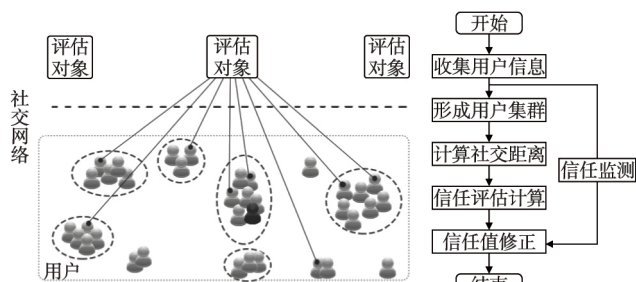 评估
对象
评估
对象
评估
对象
社交网络
用户
开始
收集用户信息
形成用户集群
计算社交距离
信任评估计算
信任值修正
信任监测